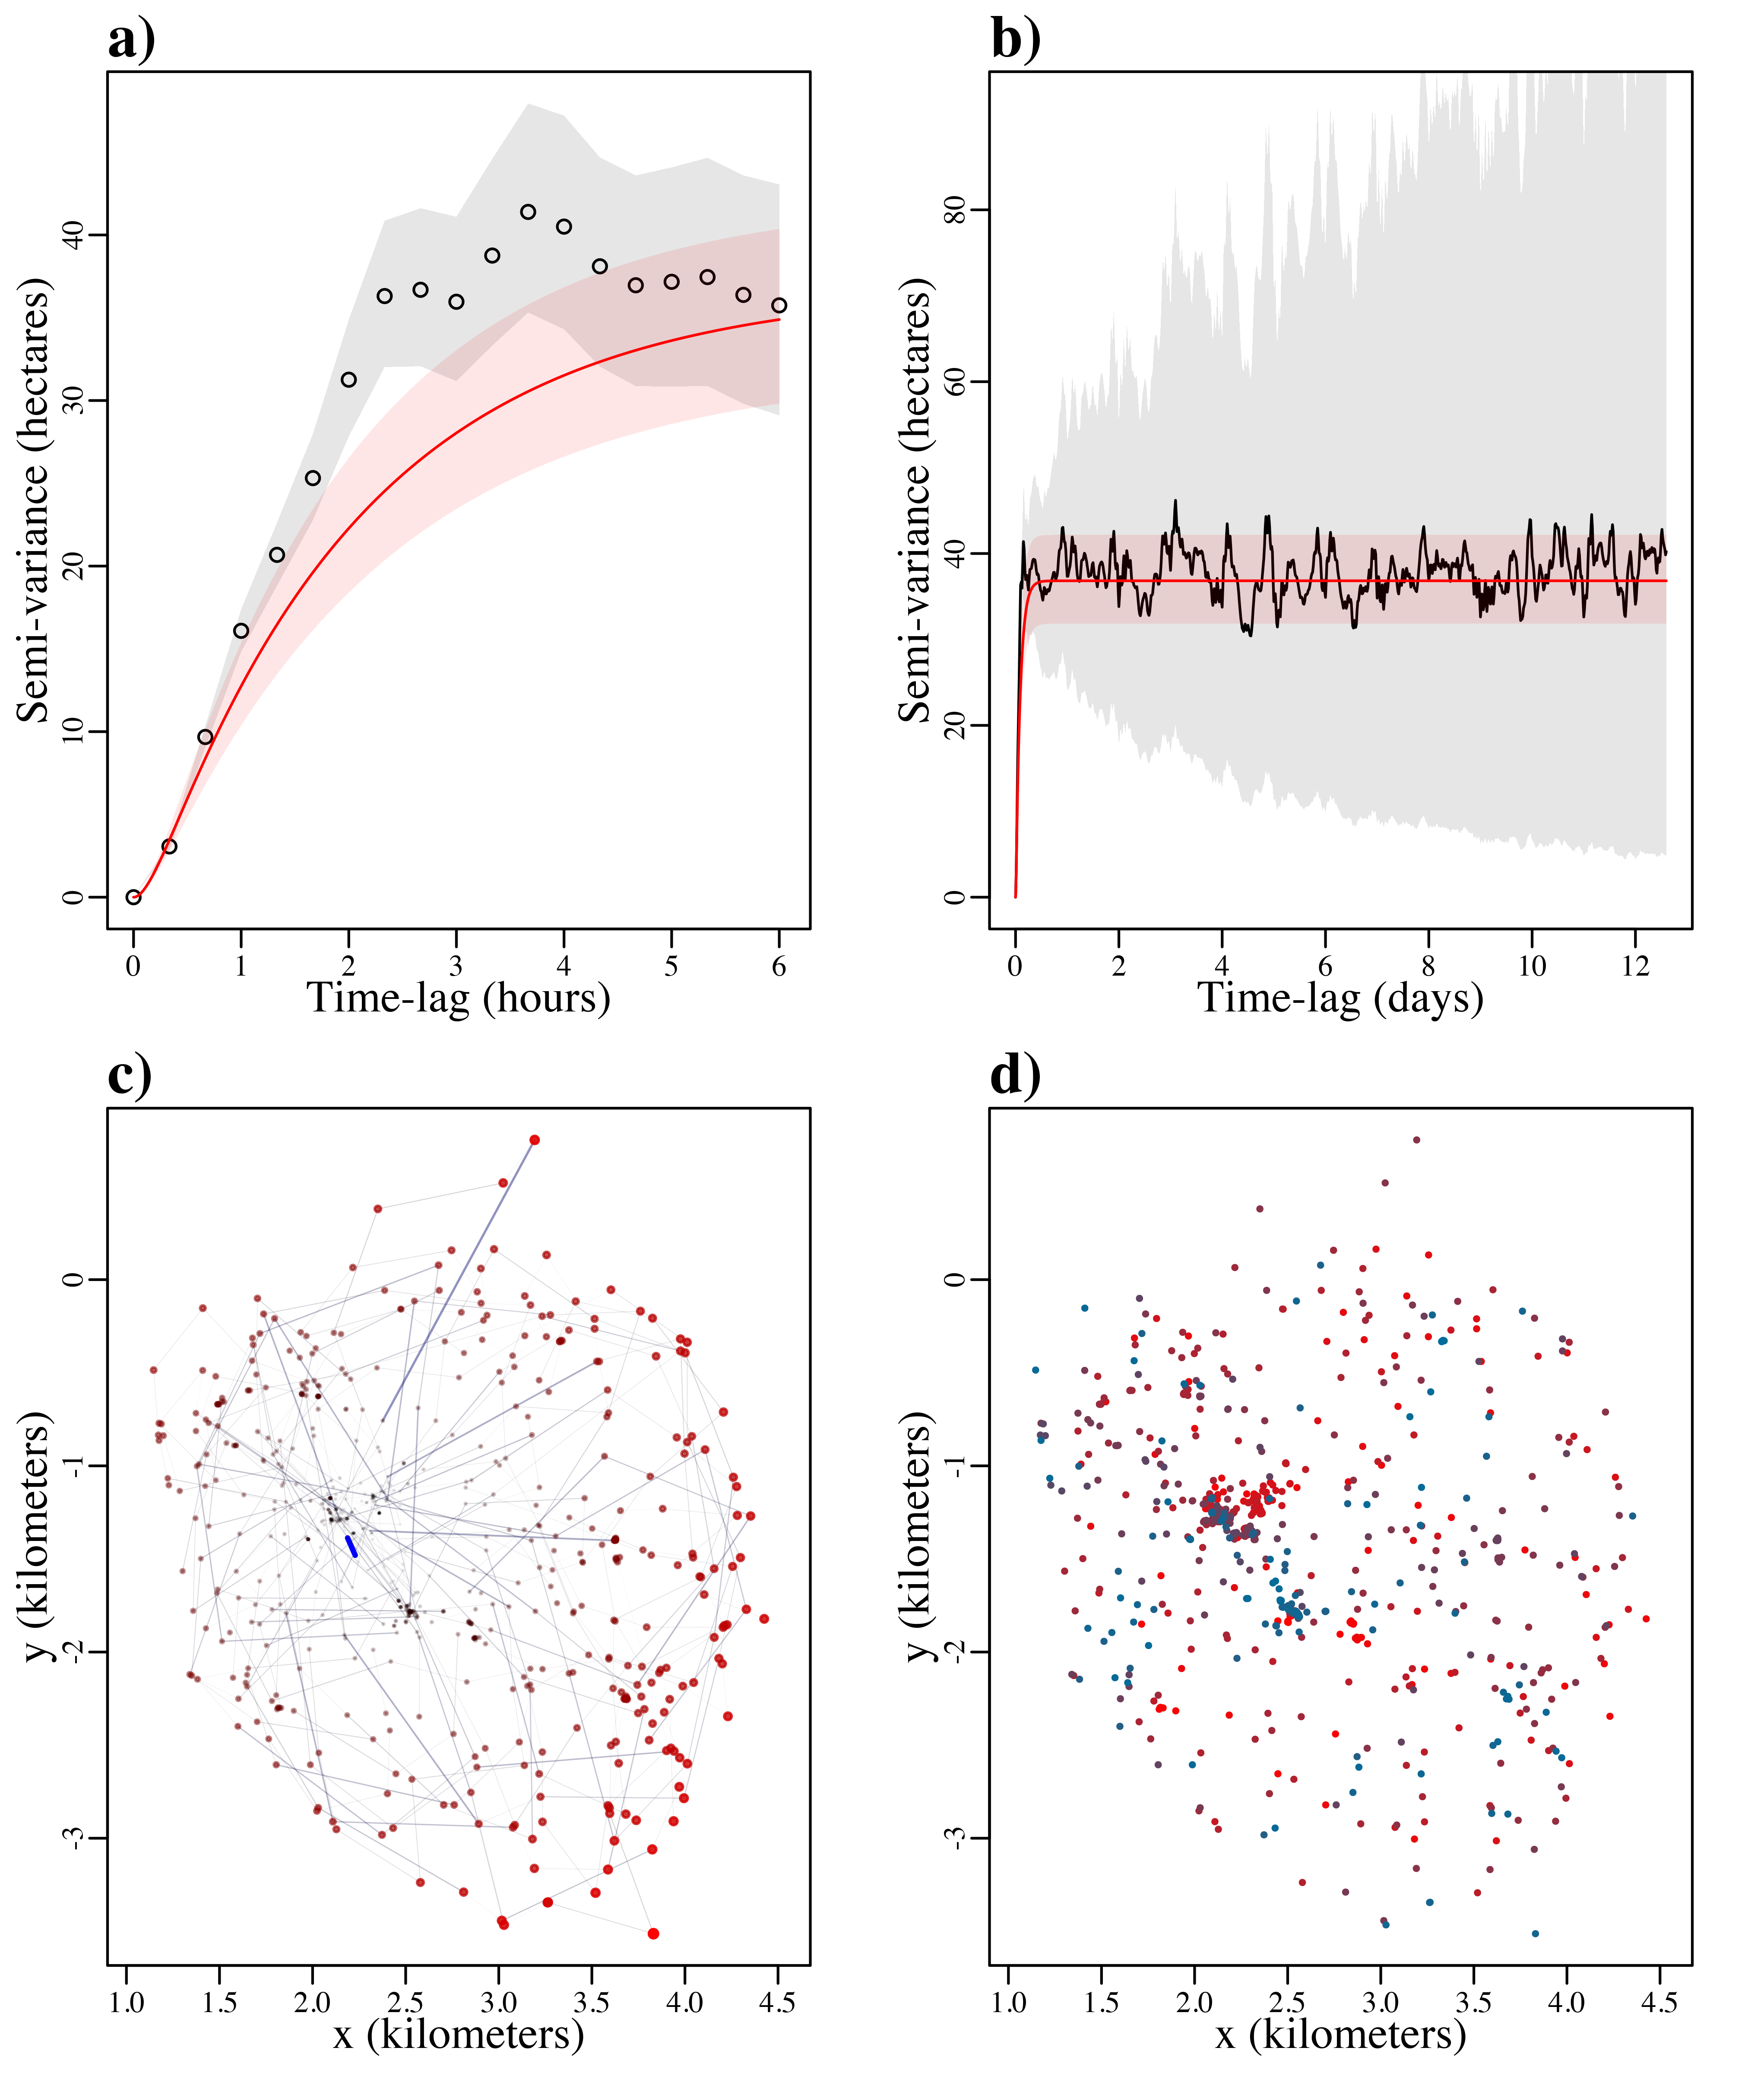 a)
Semi-variance (hectares)
40
30
20
10
0
0 1 2 3 4 5 6
Time-lag (hours)
b)
Semi-variance (hectares)
80
60
40
20
0
0 2 4 6 8 10 12
Time-lag (days)
c)
y (kilometers)
0
-1
-2
-3
1.0 1.5 2.0 2.5 3.0 3.5 4.0 4.5
x (kilometers)
d)
y (kilometers)
0
-1
-2
-3
1.0 1.5 2.0 2.5 3.0 3.5 4.0 4.5
x (kilometers)